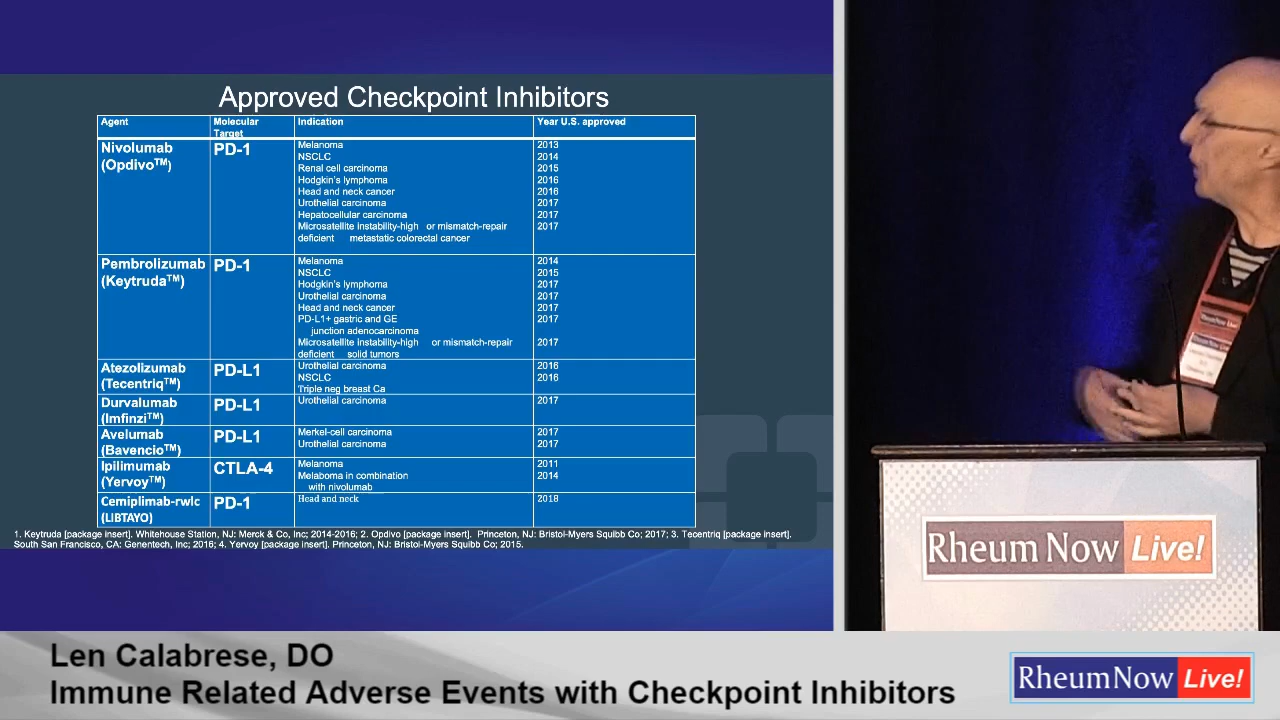 Approved Checkpoint Inhibitors
Agent
Molecular
Target
Indication
Year U.S. approved
Nivolumab
(Opdivo™)
PD-1
Melanoma
2013
NSCLC
2014
Renal cell carcinoma
2015
Hodgkin's lymphoma
2016
Head and neck cancer
2016
Urothelial carcinoma
2017
Hepatocellular carcinoma
2017
Microsatellite instability-high or mismatch-repair
2017
deficient metastatic colorectal cancer
Pembrolizumab
(Keytruda™)
PD-1
Melanoma
2014
NSCLC
2015
Hodgkin's lymphoma
2017
Urothelial carcinoma
2017
Head and neck cancer
2017
PD-L1+ gastric and GE
2017
junction adenocarcinoma
Microsatellite instability-high or mismatch-repair
2017
deficient solid tumors
Atezolizumab
(Tecentriq™)
PD-L1
Urothelial carcinoma
2016
NSCLC
2016
Triple neg breast Ca
Durvalumab
(Imfinzi™)
PD-L1
Urothelial carcinoma
2017
Avelumab
(Bavencio™)
PD-L1
Merkel-cell carcinoma
2017
Urothelial carcinoma
2017
Ipilimumab
(Yervoy™)
CTLA-4
Melanoma
2011
Melaboma in combination
2014
with nivolumab
Cemiplimab-rwlc
(LIBTAYO)
PD-1
Head and neck
2018
1. Keytruda [package insert]. Whitehouse Station, NJ: Merck & Co, Inc; 2014-2016; 2. Opdivo [package insert]. Princeton, NJ: Bristol-Myers Squibb Co; 2017; 3. Tecentriq [package insert].
South San Francisco, CA: Genentech, Inc; 2016; 4. Yervoy [package insert]. Princeton, NJ: Bristol-Myers Squibb Co; 2015.
Rheum Now Live!
Len Calabrese, DO
Immune Related Adverse Events with Checkpoint Inhibitors
RheumNow Live!